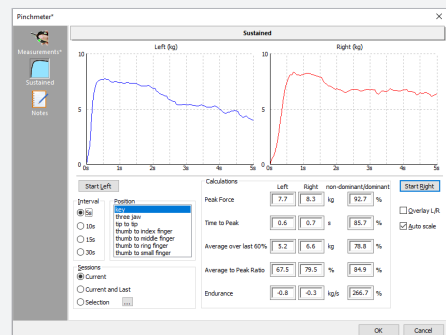 Pinchmeter*
Measurements*
Sustained
Notes
Sustained
Left (kg)
10
5
0
0s 1s 2s 3s 4s 5s
Right (kg)
10
5
0
0s 1s 2s 3s 4s 5s
Start Left
Interval
5s
10s
15s
30s
Position
key
three jaw
tip to tip
thumb to index finger
thumb to middle finger
thumb to ring finger
thumb to small finger
Sessions
Current
Current and Last
Selection ...
Calculations
Left Right non-dominant/dominant
Peak Force 7.7 8.3 kg 92.7 %
Time to Peak 0.6 0.7 s 85.7 %
Average over last 60% 5.2 6.6 kg 78.8 %
Average to Peak Ratio 67.5 79.5 % 84.9 %
Endurance -0.8 -0.3 kg/s 266.7 %
Start Right
Overlay L/R
Auto scale
OK Cancel